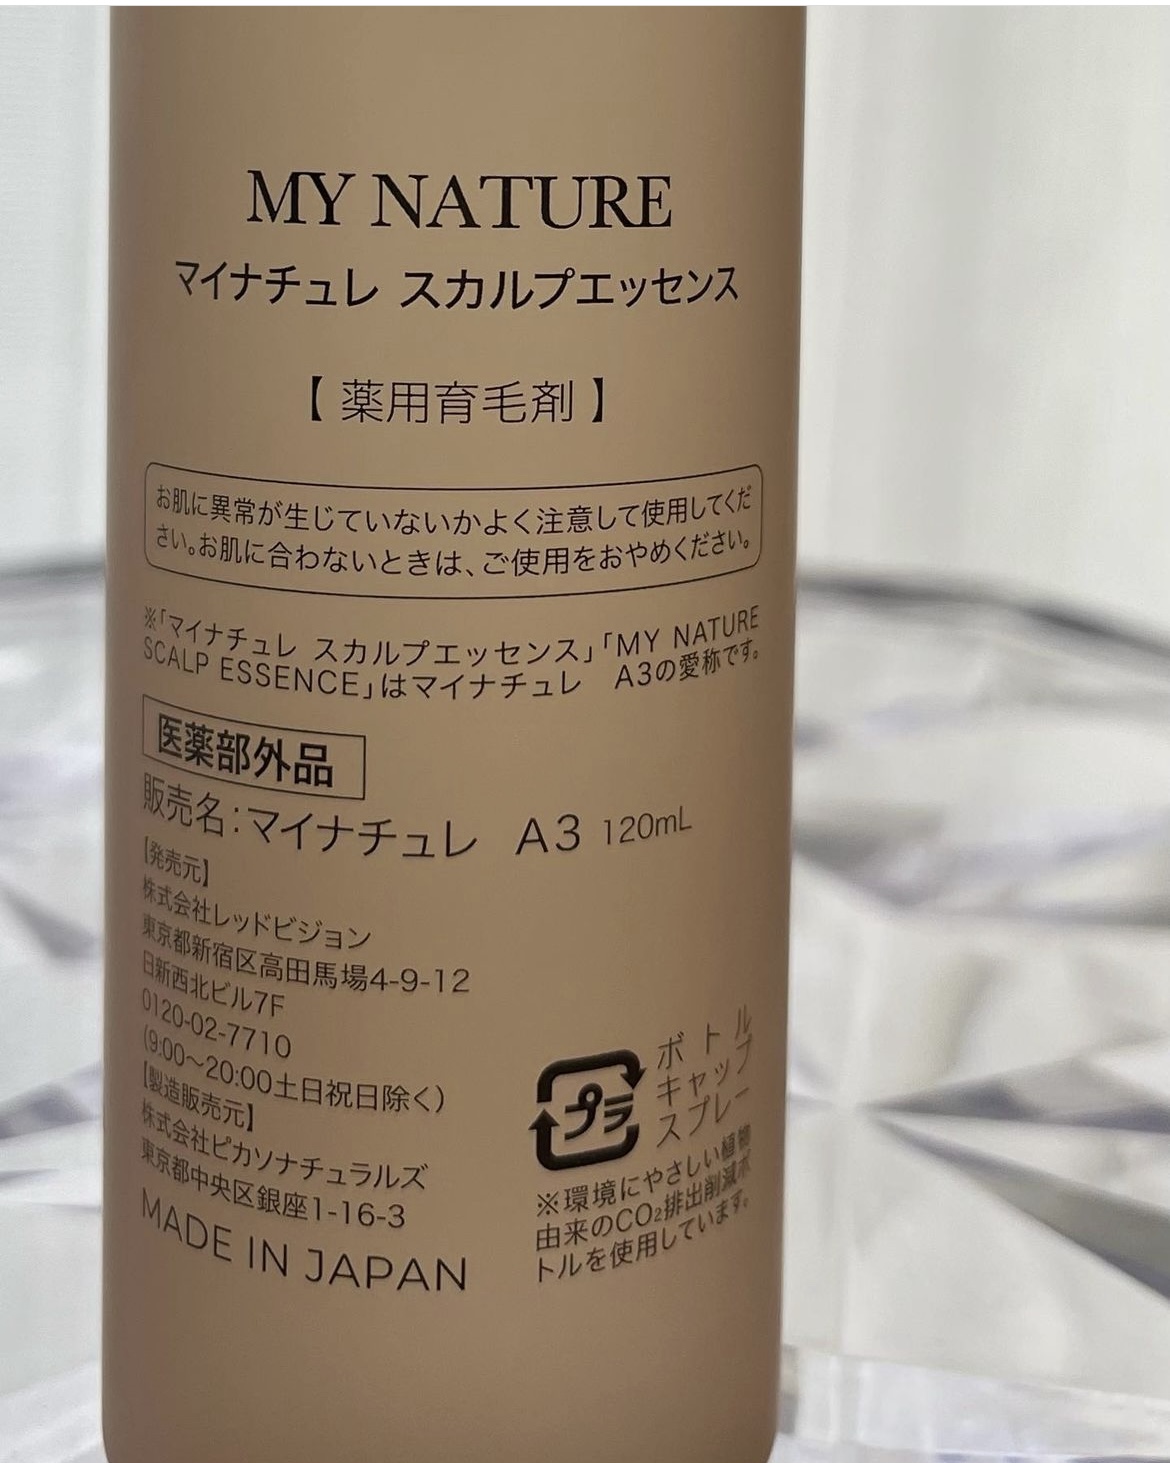 MY NATURE
マイナチュレ スカルプエッセンス
【 薬用育毛剤 】
お肌に異常が生じていないかよく注意して使用してくだ
さい。お肌に合わないときは、ご使用をおやめください。
※「マイナチュレ スカルプエッセンス」「MY NATURE
SCALP ESSENCE」はマイナチュレ A3の愛称です。
医薬部外品
販売名:マイナチュレ A3 120mL
【発売元】
株式会社レッドビジョン
東京都新宿区高田馬場4-9-12
日新西北ビル7F
0120-02-7710
(9:00〜20:00土日祝日除く)
【製造販売元】
株式会社ピカソナチュラルズ
東京都中央区銀座1-16-3
MADE IN JAPAN
プラ
ボトル
キャップ
スプレー
※環境にやさしい植物
由来のCO₂排出削減ボ
トルを使用しています。